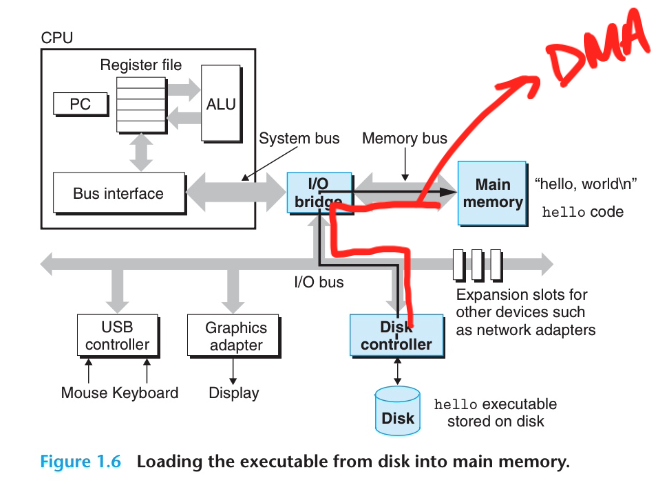 CPU
Register file
PC
ALU
DMA
System bus
Memory bus
Bus interface
I/O
bridge
Main
memory
“hello, world\n”
hello code
I/O bus
Expansion slots for
other devices such
as network adapters
USB
controller
Graphics
adapter
Disk
controller
Mouse Keyboard
Display
Disk
hello executable
stored on disk
Figure 1.6 Loading the executable from disk into main memory.